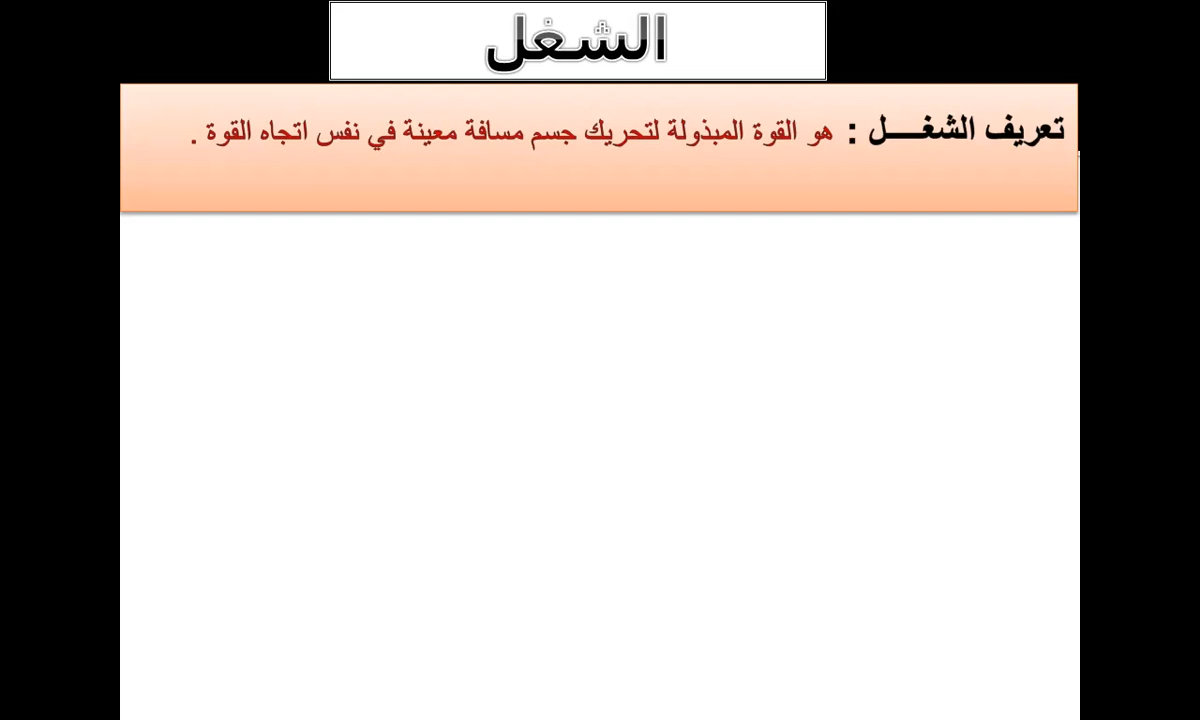 الشغل
تعريف الشغـــل : هو القوة المبذولة لتحريك جسم مسافة معينة في نفس اتجاه القوة .